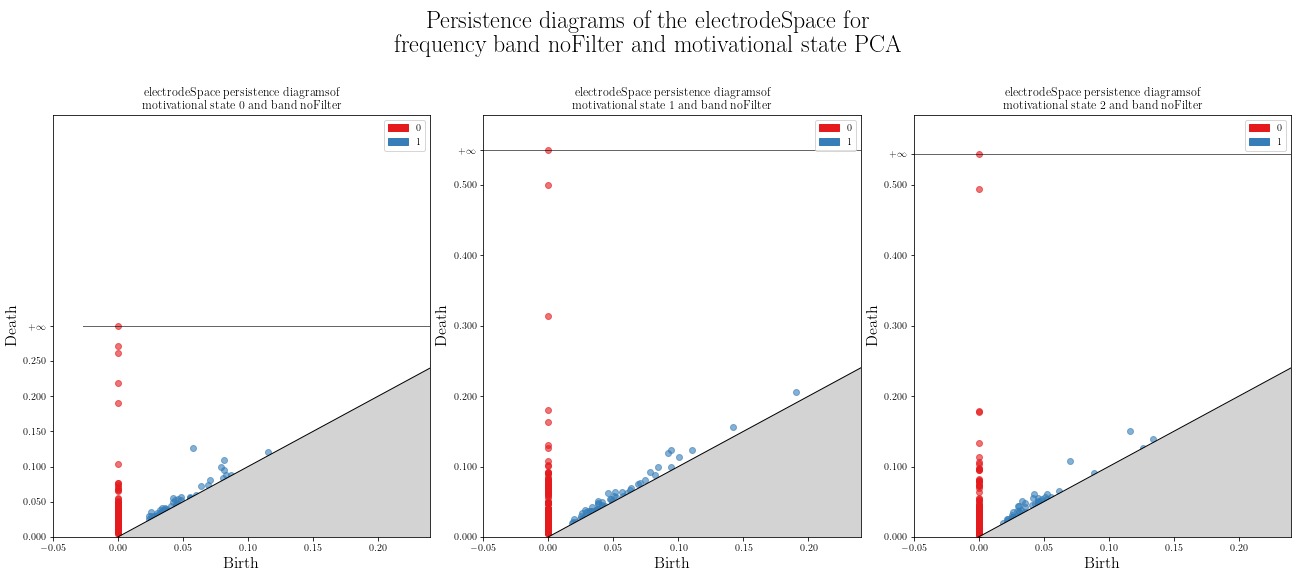 Persistence diagrams of the electrodeSpace for
frequency band noFilter and motivational state PCA
electrodeSpace persistence diagramsof
motivational state 0 and band noFilter
0
1
+∞
0.250
0.200
0.150
0.100
0.050
0.000
Death
−0.05 0.00 0.05 0.10 0.15 0.20
Birth
electrodeSpace persistence diagramsof
motivational state 1 and band noFilter
0
1
+∞
0.500
0.400
0.300
0.200
0.100
0.000
Death
−0.05 0.00 0.05 0.10 0.15 0.20
Birth
electrodeSpace persistence diagramsof
motivational state 2 and band noFilter
0
1
+∞
0.500
0.400
0.300
0.200
0.100
0.000
Death
−0.05 0.00 0.05 0.10 0.15 0.20
Birth